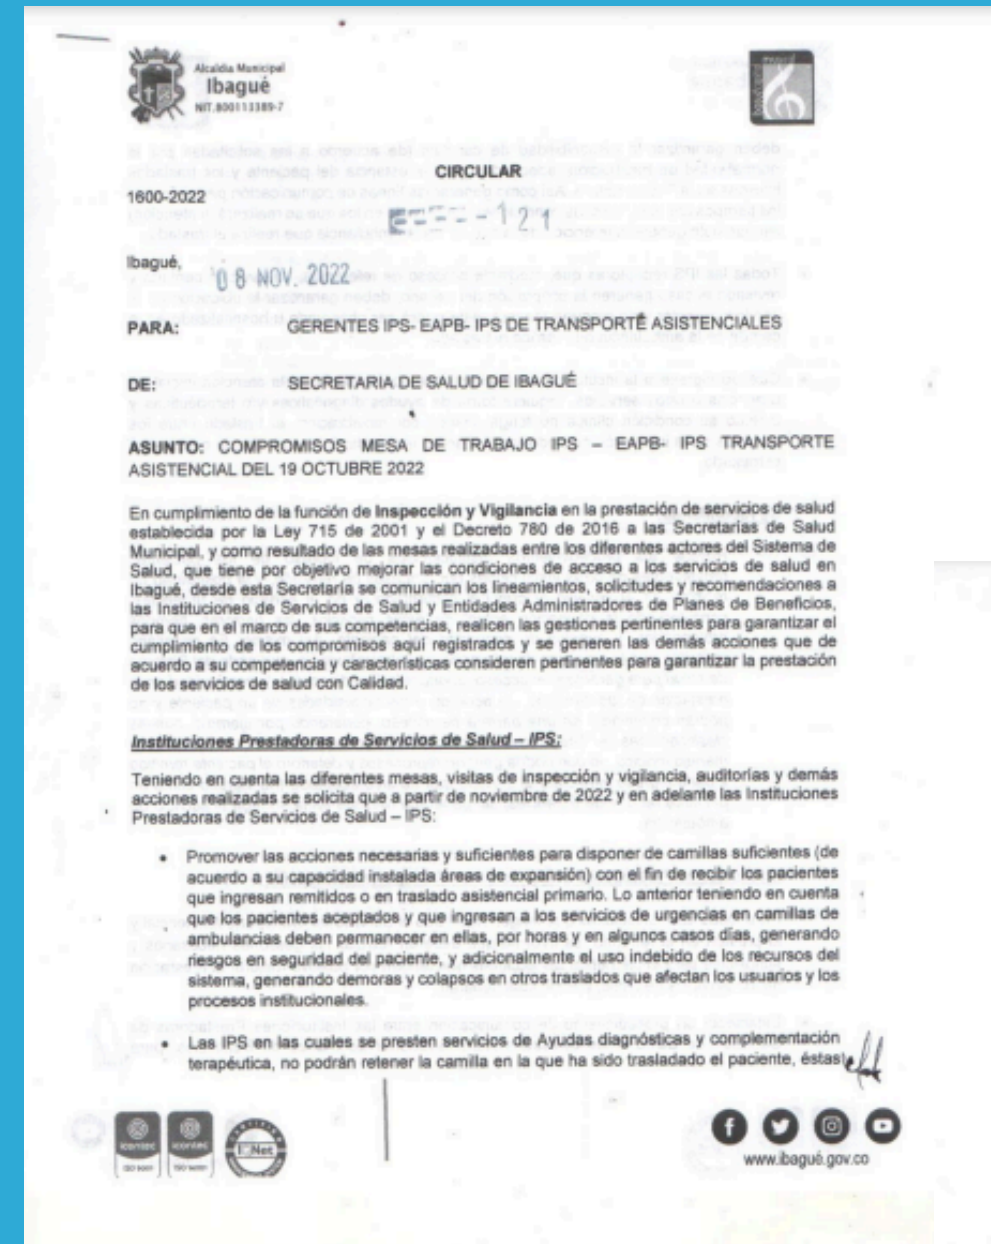 Alcaldía Municipal
Ibagué
NIT.800113389-7
CIRCULAR
1600-2022
- 1 2 1
Ibagué,
0 8 NOV. 2022
PARA: GERENTES IPS- EAPB- IPS DE TRANSPORTE ASISTENCIALES
DE: SECRETARIA DE SALUD DE IBAGUÉ
ASUNTO: COMPROMISOS MESA DE TRABAJO IPS – EAPB- IPS TRANSPORTE
ASISTENCIAL DEL 19 OCTUBRE 2022
En cumplimiento de la función de Inspección y Vigilancia en la prestación de servicios de salud
establecida por la Ley 715 de 2001 y el Decreto 780 de 2016 a las Secretarías de Salud
Municipal, y como resultado de las mesas realizadas entre los diferentes actores del Sistema de
Salud, que tiene por objetivo mejorar las condiciones de acceso a los servicios de salud en
Ibagué, desde esta Secretaría se comunican los lineamientos, solicitudes y recomendaciones a
las Instituciones de Servicios de Salud y Entidades Administradores de Planes de Beneficios,
para que en el marco de sus competencias, realicen las gestiones pertinentes para garantizar el
cumplimiento de los compromisos aquí registrados y se generen las demás acciones que de
acuerdo a su competencia y características consideren pertinentes para garantizar la prestación
de los servicios de salud con Calidad.
Instituciones Prestadoras de Servicios de Salud – IPS:
Teniendo en cuenta las diferentes mesas, visitas de inspección y vigilancia, auditorías y demás
acciones realizadas se solicita que a partir de noviembre de 2022 y en adelante las Instituciones
Prestadoras de Servicios de Salud – IPS:
• Promover las acciones necesarias y suficientes para disponer de camillas suficientes (de
acuerdo a su capacidad instalada áreas de expansión) con el fin de recibir los pacientes
que ingresan remitidos o en traslado asistencial primario. Lo anterior teniendo en cuenta
que los pacientes aceptados y que ingresan a los servicios de urgencias en camillas de
ambulancias deben permanecer en ellas, por horas y en algunos casos días, generando
riesgos en seguridad del paciente, y adicionalmente el uso indebido de los recursos del
sistema, generando demoras y colapsos en otros traslados que afectan los usuarios y los
procesos institucionales.
• Las IPS en las cuales se presten servicios de Ayudas diagnósticas y complementación
terapéutica, no podrán retener la camilla en la que ha sido trasladado el paciente, éstas
icontec icontec
ISO 9001 ISO 9001
IQNet
www.ibagué.gov.co